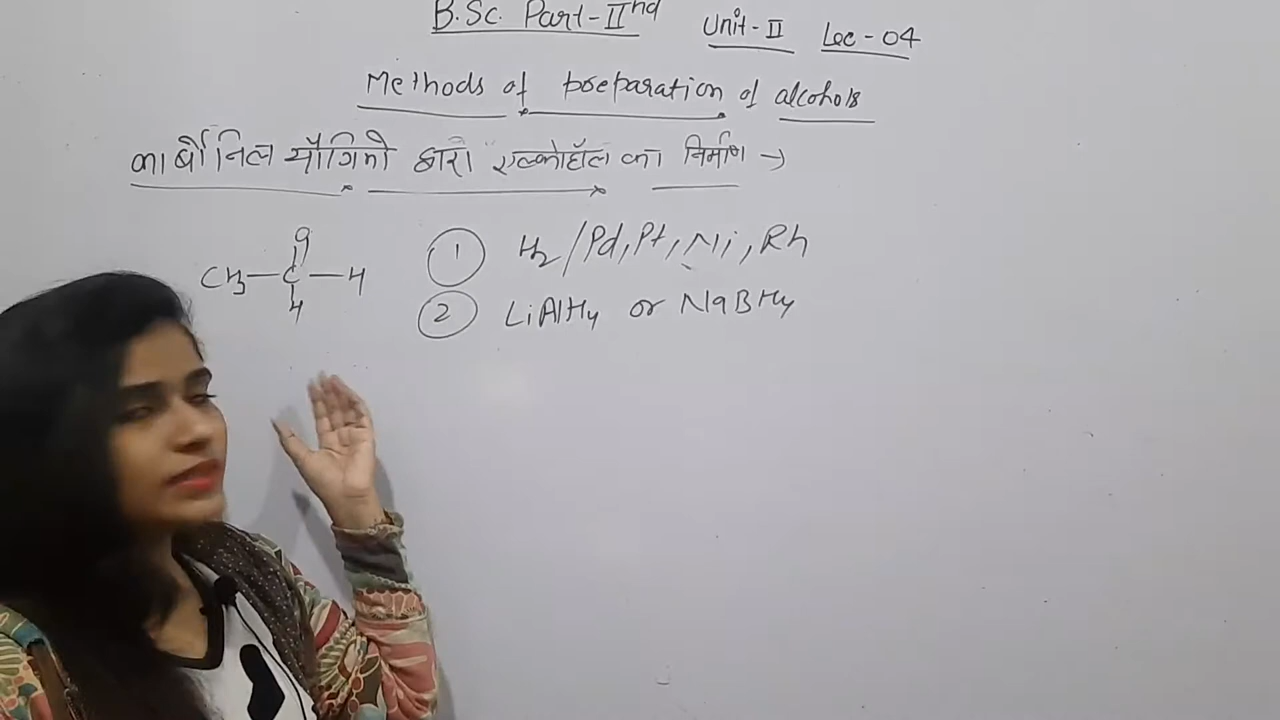 B.Sc. Part-IInd Unit-II Lec-04
Methods of preparation of alcohols
कार्बोनिल यौगिको द्वारा एल्कोहॉल का निर्माण →
O
CH3-C-H
H
1 H2/Pd, Pt, Ni, Rh
2 LiAlH4 or NaBH4